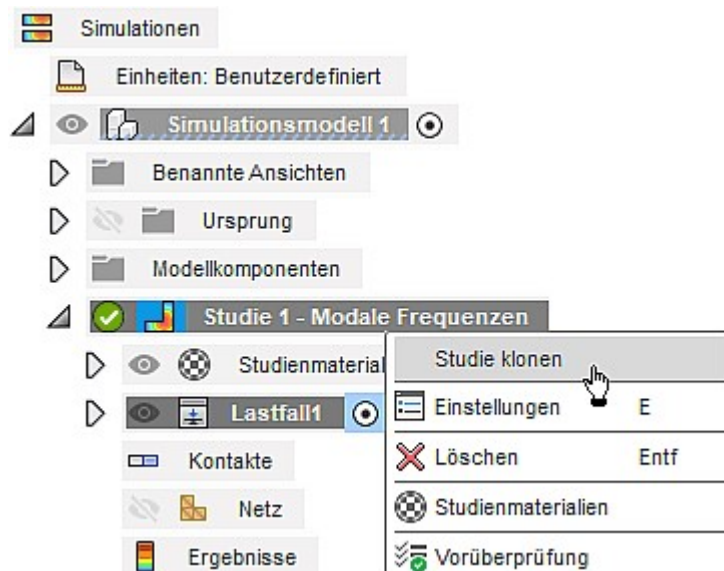 Simulationen
Einheiten: Benutzerdefiniert
Simulationsmodell 1
Benannte Ansichten
Ursprung
Modellkomponenten
Studie 1 - Modale Frequenzen
Studienmaterial
Studie klonen
Lastfall1
Einstellungen E
Kontakte
Löschen Entf
Netz
Studienmaterialien
Ergebnisse
Vorüberprüfung